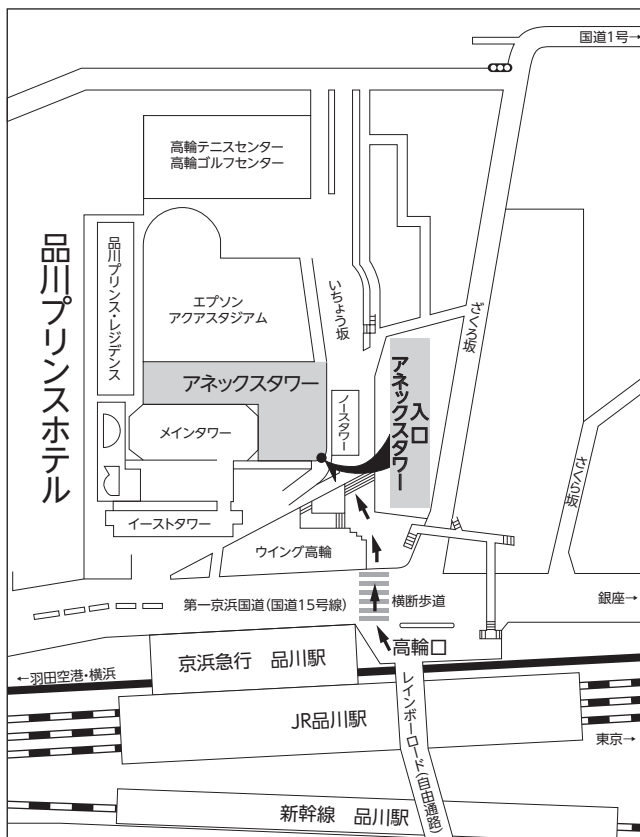 国道1号→
高輪テニスセンター
高輪ゴルフセンター
品川プリンスホテル
品川プリンス・レジデンス
エプソン
アクアスタジアム
いちょう坂
ざくろ坂
アネックスタワー
ノースタワー
アネックスタワー
入口
メインタワー
さくら坂
イーストタワー
ウイング高輪
第一京浜国道(国道15号線)
横断歩道
銀座→
高輪口
京浜急行 品川駅
←羽田空港・横浜
レインボーロード(自由通路)
JR品川駅
東京→
新幹線 品川駅